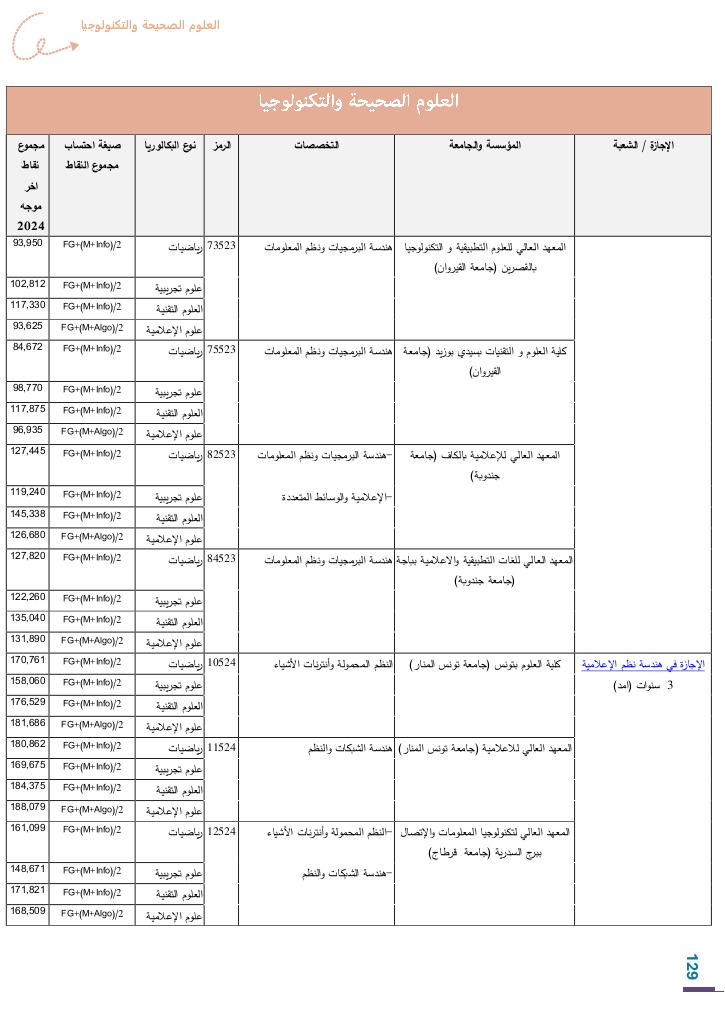 العلوم الصحيحة والتكنولوجيا
العلوم الصحيحة والتكنولوجيا
الإجازة / الشعبة المؤسسة والجامعة التخصصات الرمز نوع البكالوريا صيغة احتساب مجموع النقاط مجموع نقاط اخر موجه 2024
المعهد العالي للعلوم التطبيقية و التكنولوجيا بالقصرين (جامعة القيروان) هندسة البرمجيات ونظم المعلومات 73523 رياضيات FG+(M+Info)/2 93,950
علوم تجريبية FG+(M+Info)/2 102,812
العلوم التقنية FG+(M+Info)/2 117,330
علوم الإعلامية FG+(M+Algo)/2 93,625
كلية العلوم و التقنيات بسيدي بوزيد (جامعة القيروان) هندسة البرمجيات ونظم المعلومات 75523 رياضيات FG+(M+Info)/2 84,672
علوم تجريبية FG+(M+Info)/2 98,770
العلوم التقنية FG+(M+Info)/2 117,875
علوم الإعلامية FG+(M+Algo)/2 96,935
المعهد العالي للإعلامية بالكاف (جامعة جندوبة) -هندسة البرمجيات ونظم المعلومات 82523 رياضيات FG+(M+Info)/2 127,445
-الإعلامية والوسائط المتعددة علوم تجريبية FG+(M+Info)/2 119,240
العلوم التقنية FG+(M+Info)/2 145,338
علوم الإعلامية FG+(M+Algo)/2 126,680
المعهد العالي للغات التطبيقية والاعلامية بباجة (جامعة جندوبة) هندسة البرمجيات ونظم المعلومات 84523 رياضيات FG+(M+Info)/2 127,820
علوم تجريبية FG+(M+Info)/2 122,260
العلوم التقنية FG+(M+Info)/2 135,040
علوم الإعلامية FG+(M+Algo)/2 131,890
الإجازة في هندسة نظم الإعلامية كلية العلوم بتونس (جامعة تونس المنار) النظم المحمولة وأنترنات الأشياء 10524 رياضيات FG+(M+Info)/2 170,761
3 سنوات (امد) علوم تجريبية FG+(M+Info)/2 158,060
العلوم التقنية FG+(M+Info)/2 176,529
علوم الإعلامية FG+(M+Algo)/2 181,686
المعهد العالي للاعلامية (جامعة تونس المنار) هندسة الشبكات والنظم 11524 رياضيات FG+(M+Info)/2 180,862
علوم تجريبية FG+(M+Info)/2 169,675
العلوم التقنية FG+(M+Info)/2 184,375
علوم الإعلامية FG+(M+Algo)/2 188,079
المعهد العالي لتكنولوجيا المعلومات والإتصال ببرج السدرية (جامعة قرطاج) -النظم المحمولة وأنترنات الأشياء 12524 رياضيات FG+(M+Info)/2 161,099
-هندسة الشبكات والنظم علوم تجريبية FG+(M+Info)/2 148,671
العلوم التقنية FG+(M+Info)/2 171,821
علوم الإعلامية FG+(M+Algo)/2 168,509
129